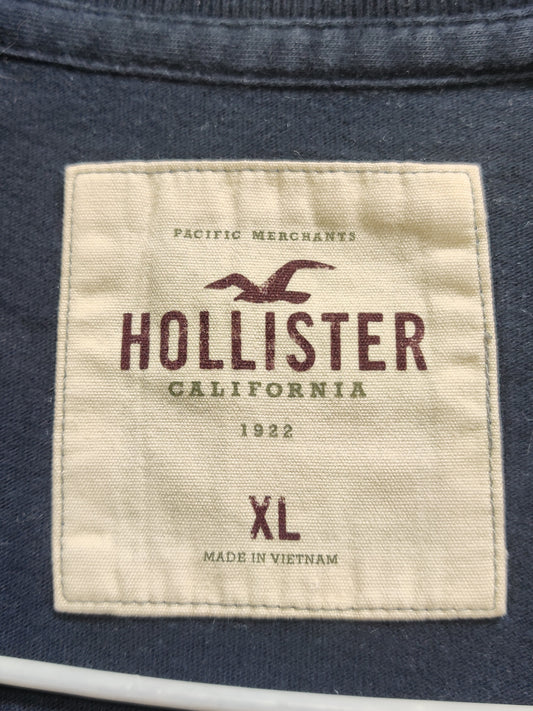 PACIFIC MERCHANTS
HOLLISTER
CALIFORNIA
1922
XL
MADE IN VIETNAM